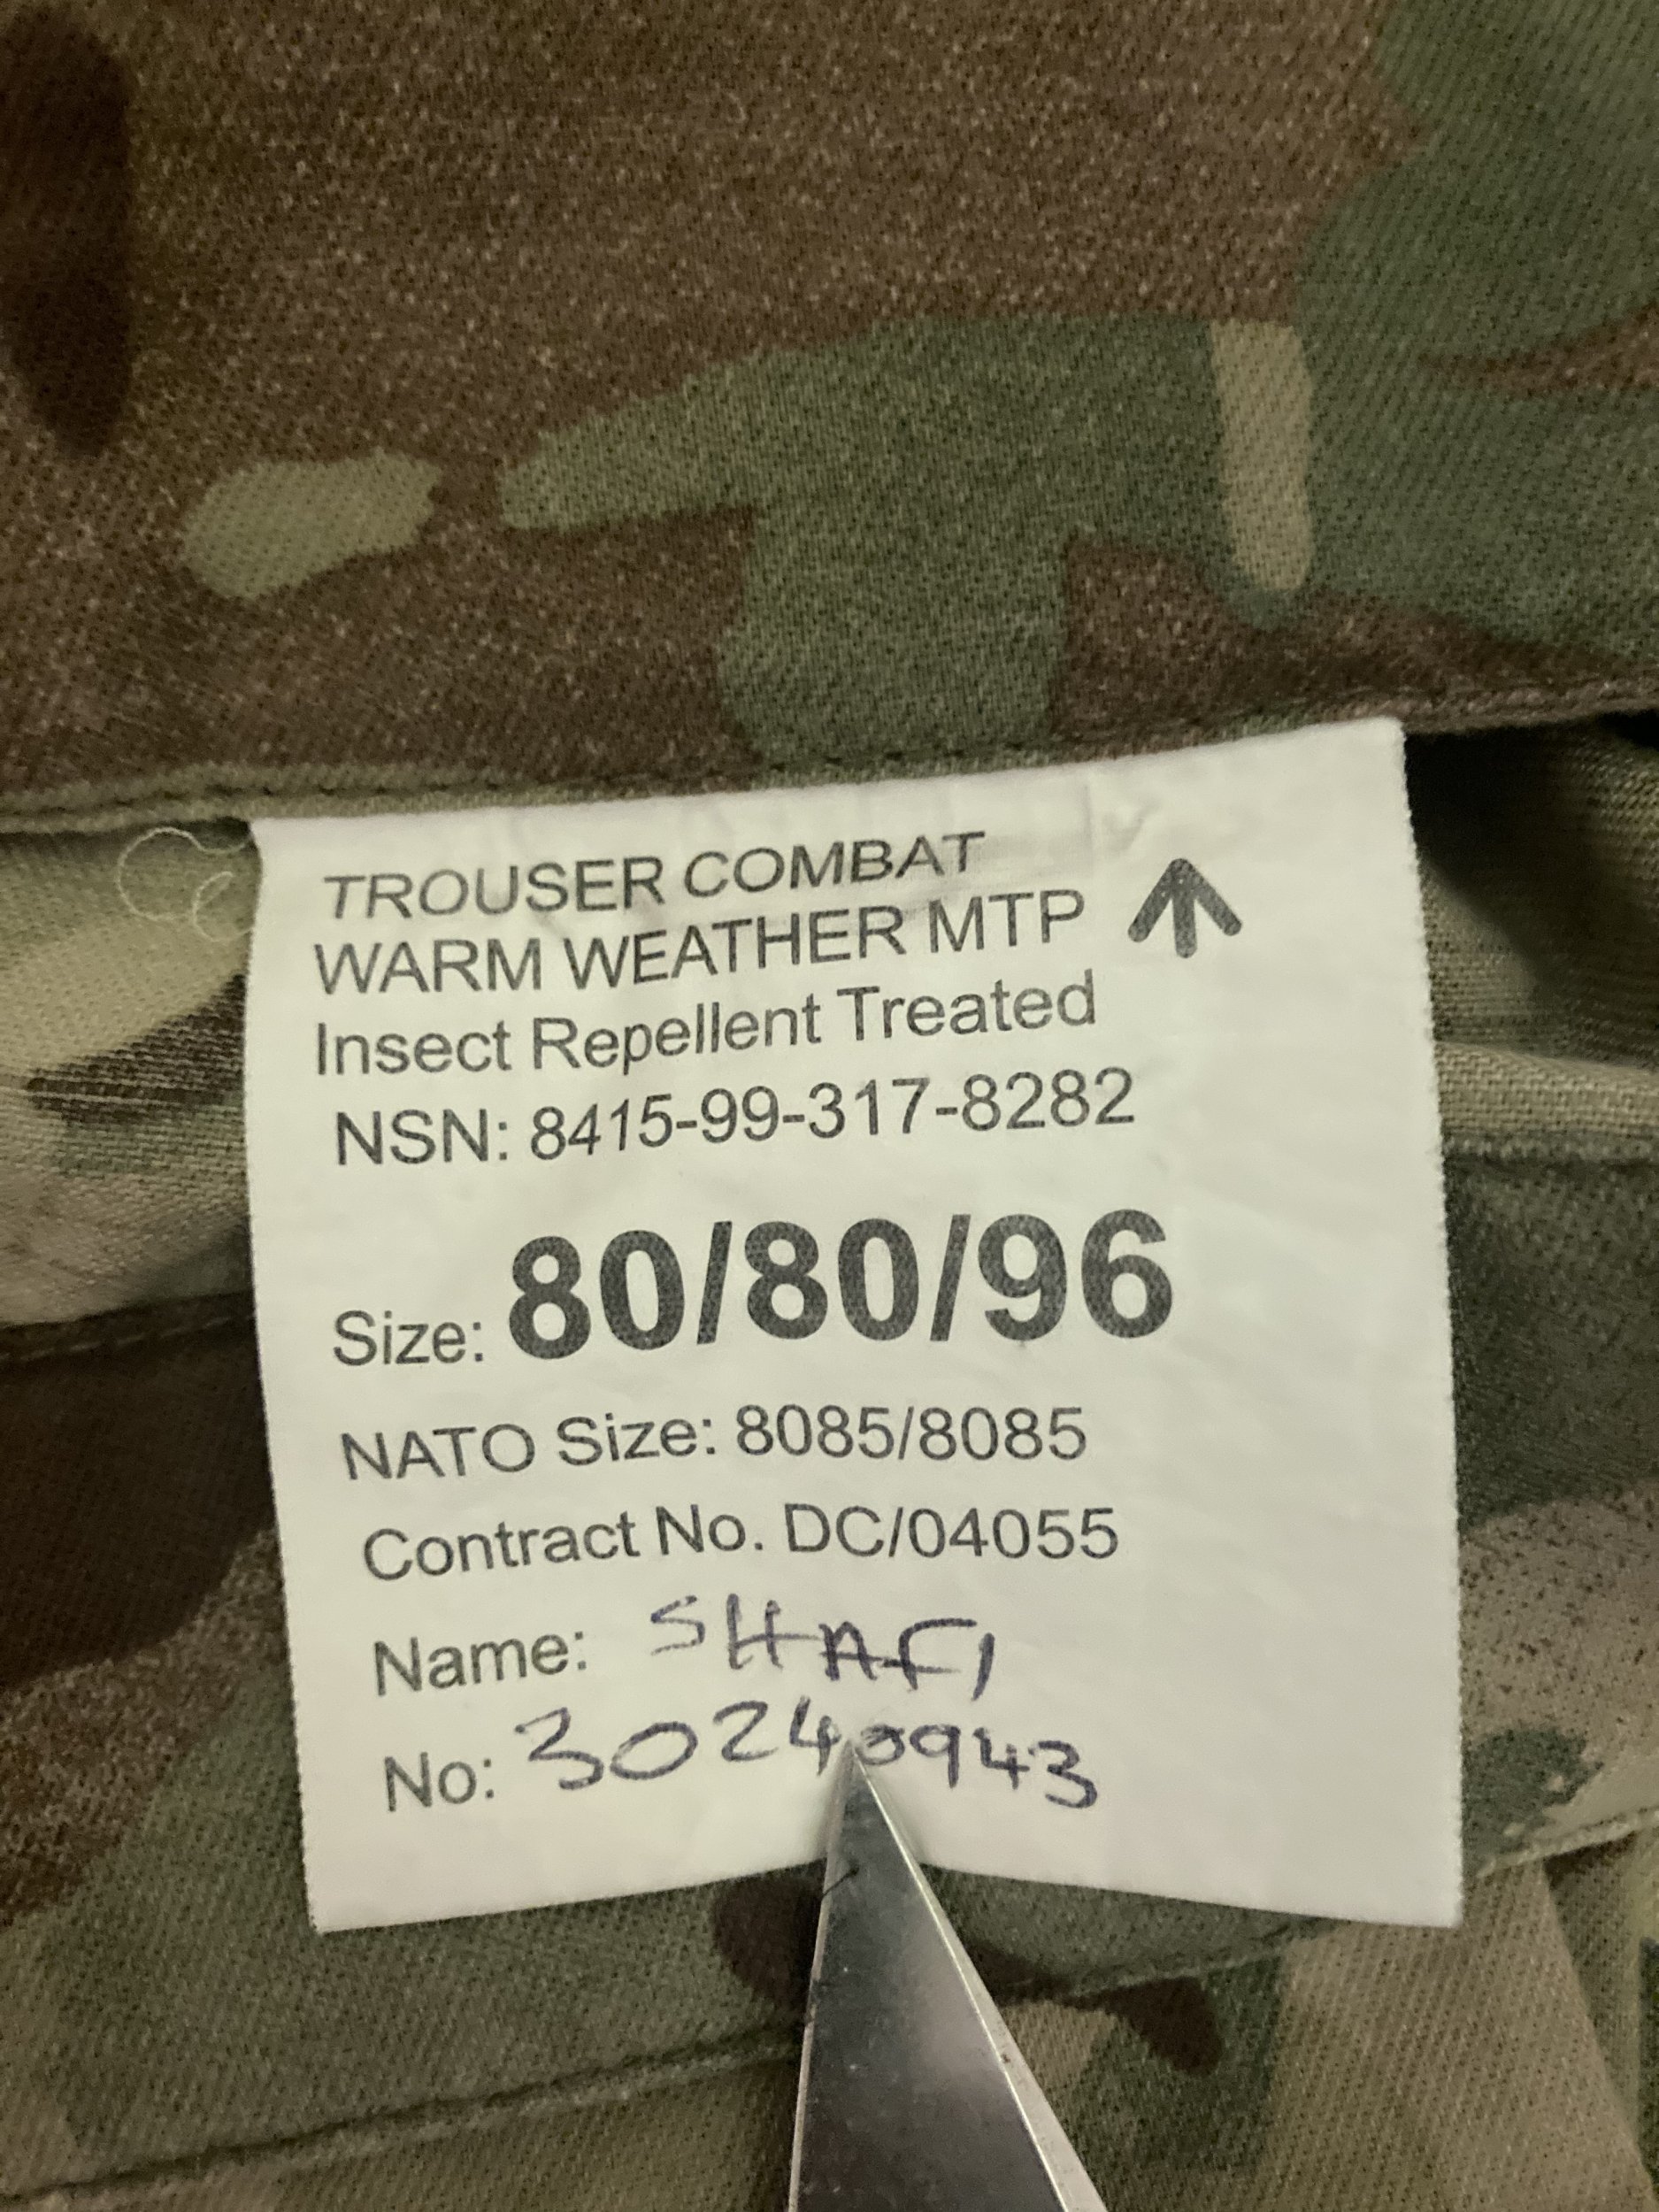 TROUSER COMBAT
WARM WEATHER MTP
Insect Repellent Treated
NSN: 8415-99-317-8282
Size: 80/80/96
NATO Size: 8085/8085
Contract No. DC/04055
Name: SHAFI
No: 30240943